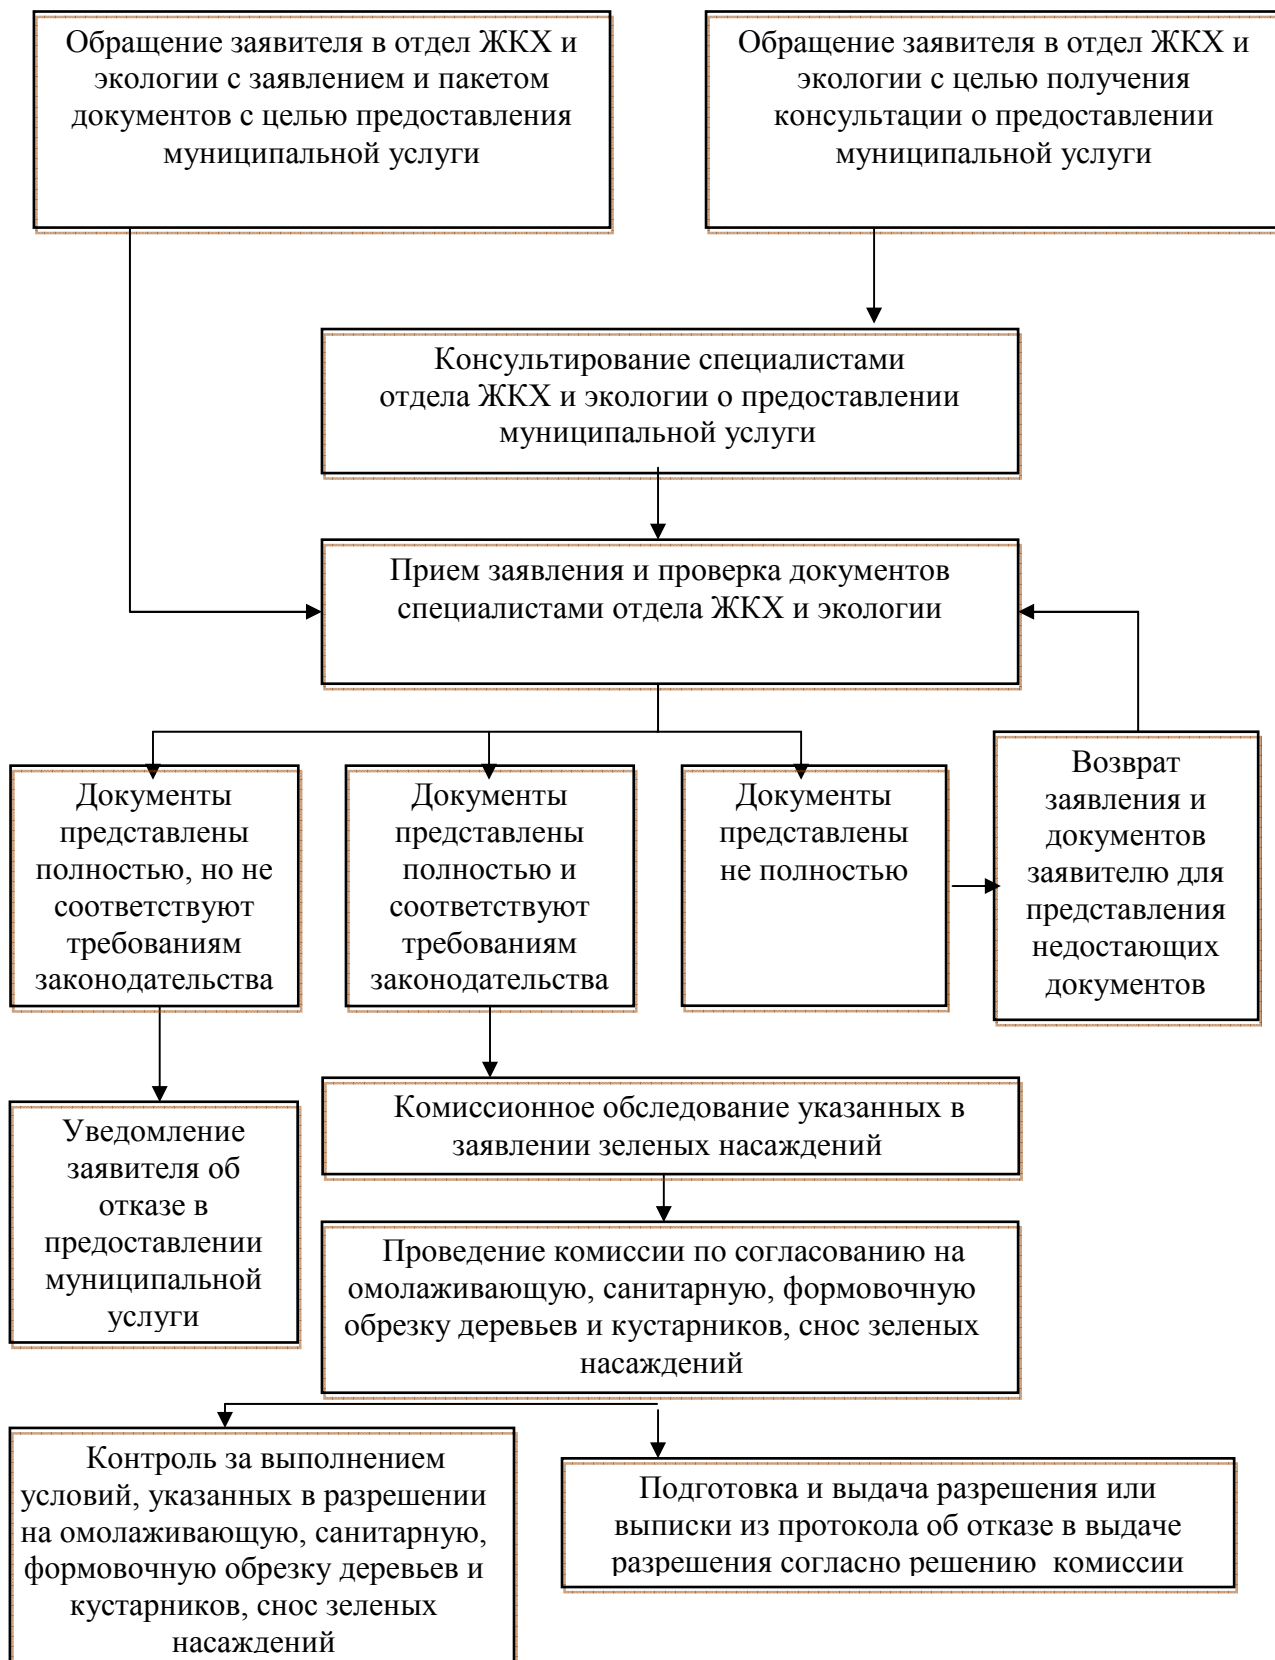 Обращение заявителя в отдел ЖКХ и
экологии с заявлением и пакетом
документов с целью предоставления
муниципальной услуги
Обращение заявителя в отдел ЖКХ и
экологии с целью получения
консультации о предоставлении
муниципальной услуги
Консультирование специалистами
отдела ЖКХ и экологии о предоставлении
муниципальной услуги
Прием заявления и проверка документов
специалистами отдела ЖКХ и экологии
Документы
представлены
полностью, но не
соответствуют
требованиям
законодательства
Документы
представлены
полностью и
соответствуют
требованиям
законодательства
Документы
представлены
не полностью
Возврат
заявления и
документов
заявителю для
представления
недостающих
документов
Уведомление
заявителя об
отказе в
предоставлении
муниципальной
услуги
Комиссионное обследование указанных в
заявлении зеленых насаждений
Проведение комиссии по согласованию на
омолаживающую, санитарную, формовочную
обрезку деревьев и кустарников, снос зеленых
насаждений
Контроль за выполнением
условий, указанных в разрешении
на омолаживающую, санитарную,
формовочную обрезку деревьев и
кустарников, снос зеленых
насаждений
Подготовка и выдача разрешения или
выписки из протокола об отказе в выдаче
разрешения согласно решению комиссии